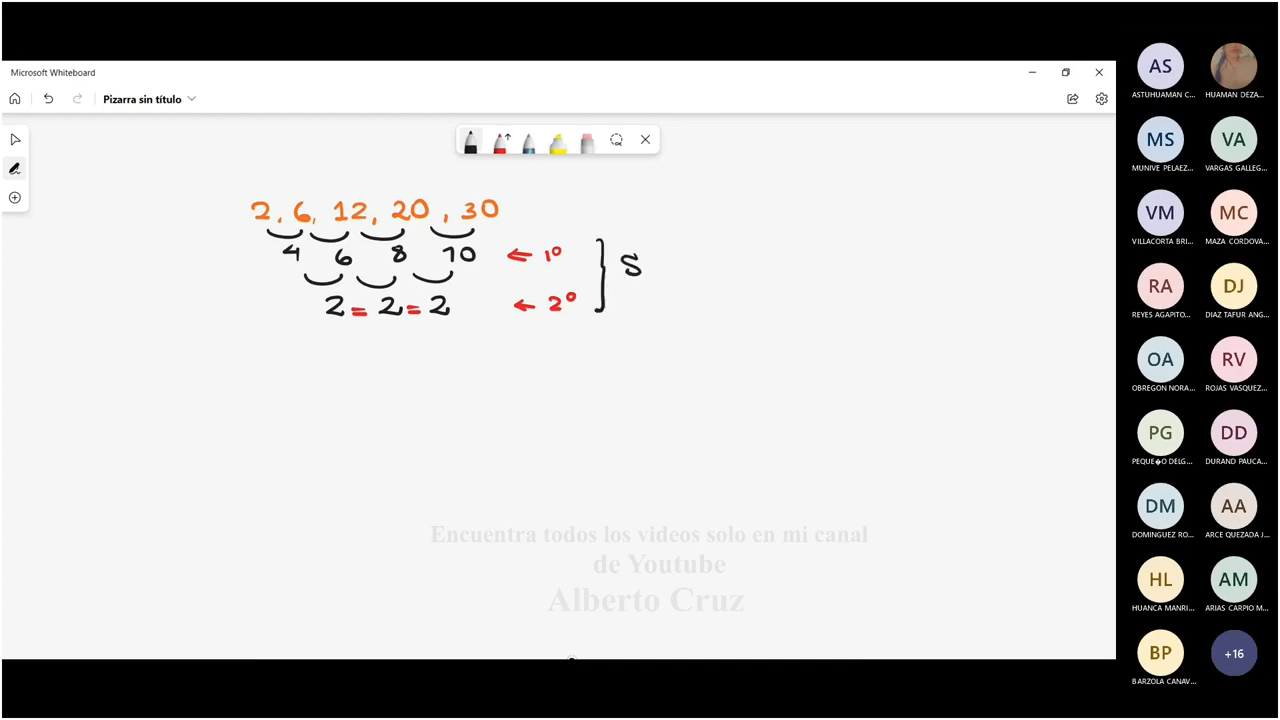 Microsoft Whiteboard
Pizarra sin título
2, 6, 12, 20, 30
4 6 8 10 ← 1º
2 = 2 = 2 ← 2º
} S
Encuentra todos los videos solo en mi canal
de Youtube
Alberto Cruz
AS
ASTUHUAMAN C...
HUAMAN DEZA...
MS
MUNIVE PELAEZ...
VA
VARGAS GALLEG...
VM
VILLACORTA BRI...
MC
MAZA CORDOVA...
RA
REYES AGAPITO...
DJ
DIAZ TAFUR ANG...
OA
OBREGON NORA...
RV
ROJAS VASQUEZ...
PG
PEQUE�O DELG...
DD
DURAND PAUCA...
DM
DOMINGUEZ RO...
AA
ARCE QUEZADA J...
HL
HUANCA MANRI...
AM
ARIAS CARPIO M...
BP
BARZOLA CANAV...
+16